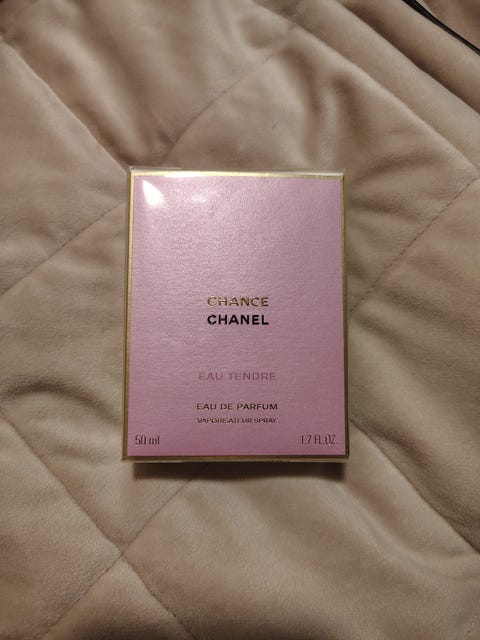 CHANCE
CHANEL
EAU TENDRE
EAU DE PARFUM
VAPORISATEUR SPRAY
50 ml 1.7 FL.OZ.